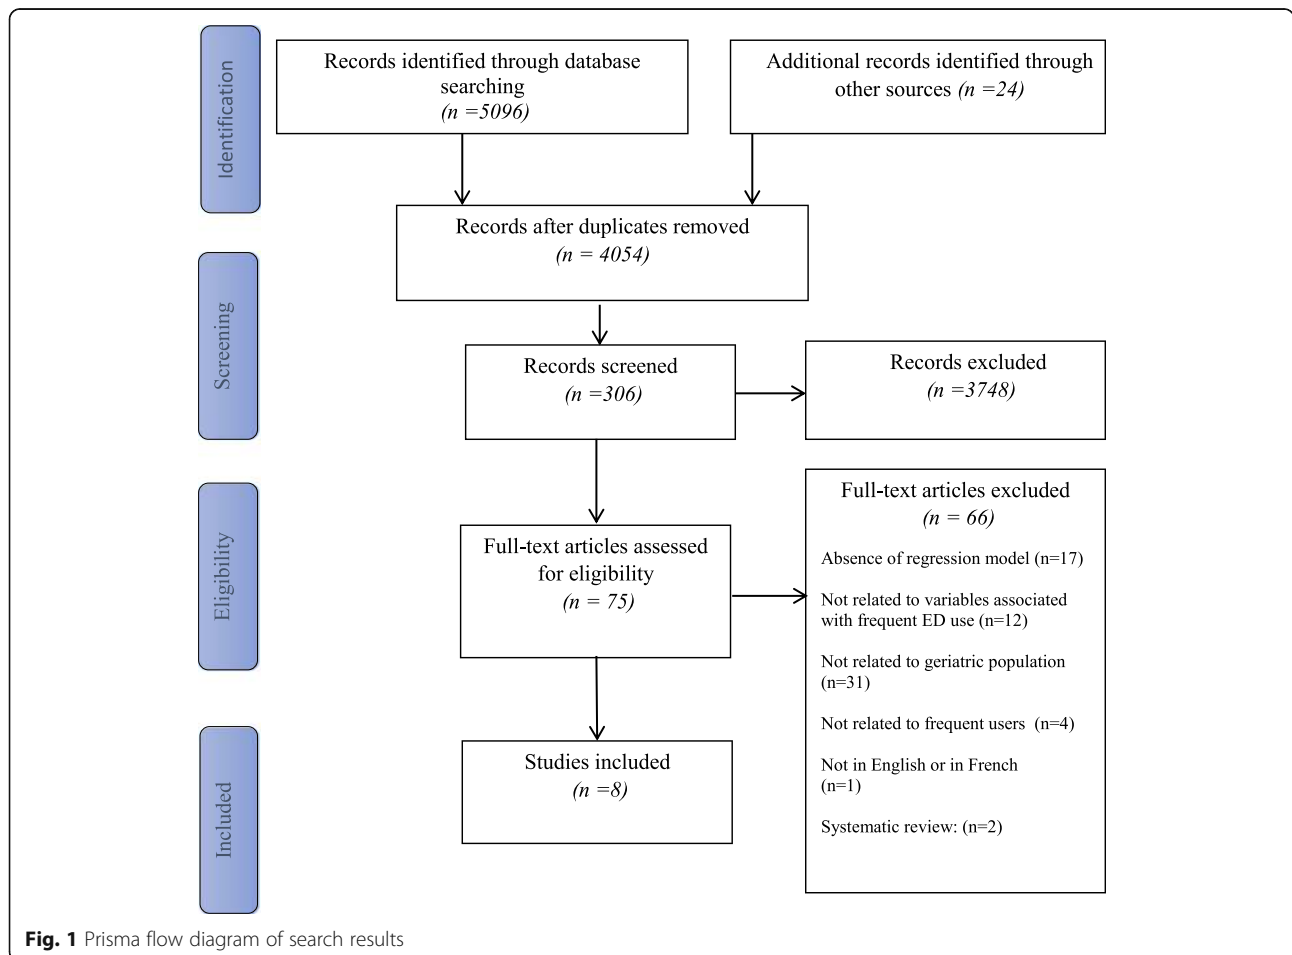 Identification
Records identified through database
searching
(n =5096)
Additional records identified through
other sources (n =24)
Records after duplicates removed
(n = 4054)
Screening
Records screened
(n =306)
Records excluded
(n =3748)
Eligibility
Full-text articles assessed
for eligibility
(n = 75)
Full-text articles excluded
(n = 66)
Absence of regression model (n=17)
Not related to variables associated
with frequent ED use (n=12)
Not related to geriatric population
(n=31)
Not related to frequent users (n=4)
Not in English or in French
(n=1)
Systematic review: (n=2)
Included
Studies included
(n =8)
Fig. 1 Prisma flow diagram of search results